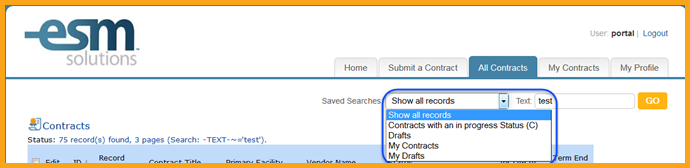 esm
solutions
TM
User: portal | Logout
Home
Submit a Contract
All Contracts
My Contracts
My Profile
Saved Searches:
Show all records
Text:
test
GO
Show all records
Contracts with an in progress Status (C)
Drafts
My Contracts
My Drafts
Contracts
Status: 75 record(s) found, 3 pages (Search: -TEXT-~='test').
Edit
ID
Record
Contract Title
Primary Facility
Vendor Name
Term End